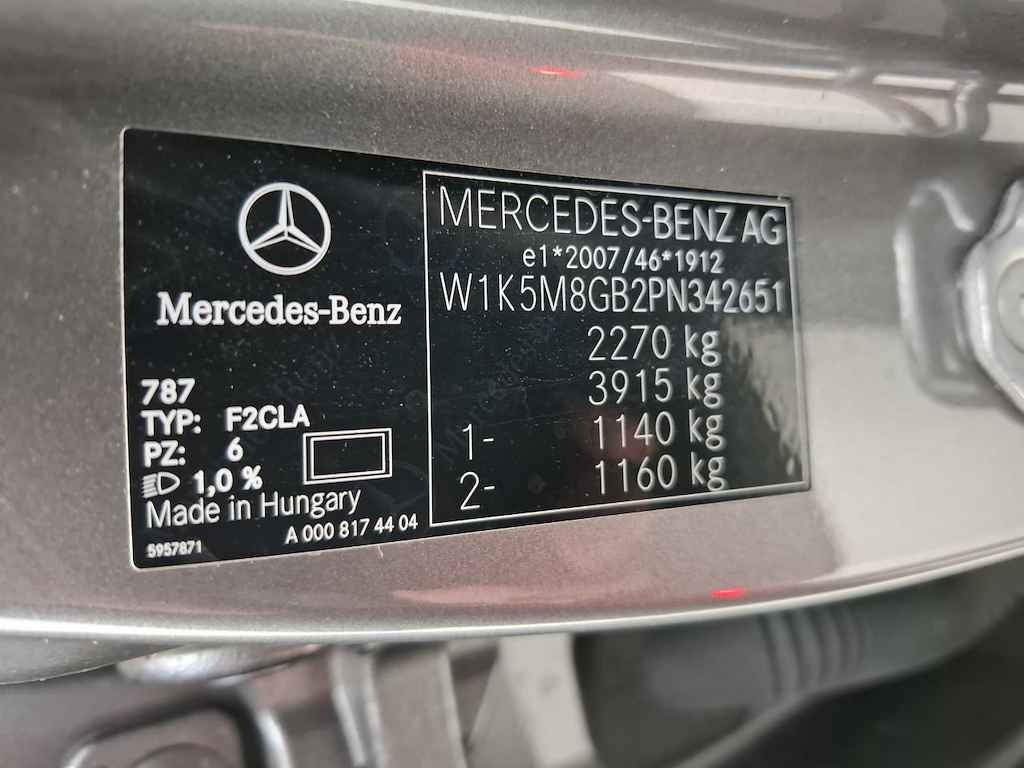 Mercedes-Benz
787
TYP: F2CLA
PZ: 6
1,0 %
Made in Hungary
A 000 817 44 04
5957871
MERCEDES-BENZ AG
e1*2007/46*1912
W1K5M8GB2PN342651
2270 kg
3915 kg
1- 1140 kg
2- 1160 kg